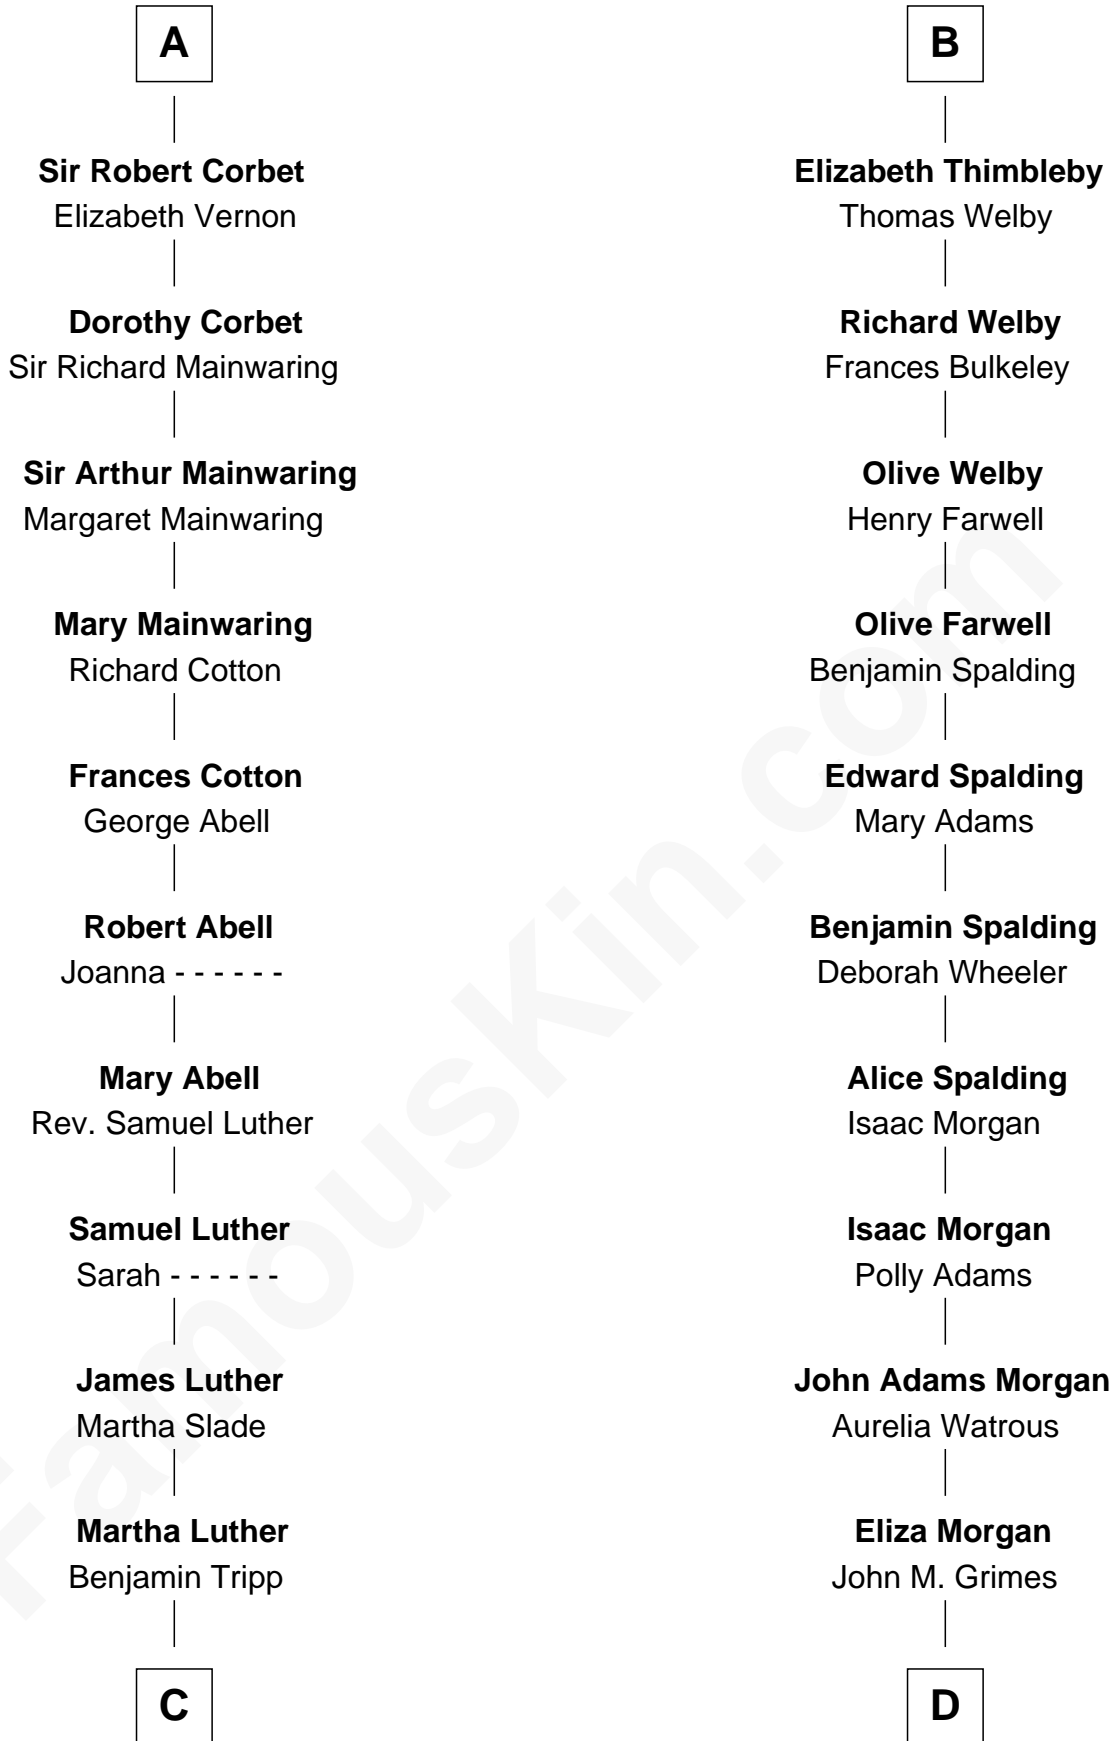 A
Sir Robert Corbet
Elizabeth Vernon
Dorothy Corbet
Sir Richard Mainwaring
Sir Arthur Mainwaring
Margaret Mainwaring
Mary Mainwaring
Richard Cotton
Frances Cotton
George Abell
Robert Abell
Joanna - - - - - -
Mary Abell
Rev. Samuel Luther
Samuel Luther
Sarah - - - - - -
James Luther
Martha Slade
Martha Luther
Benjamin Tripp
C
B
Elizabeth Thimbleby
Thomas Welby
Richard Welby
Frances Bulkeley
Olive Welby
Henry Farwell
Olive Farwell
Benjamin Spalding
Edward Spalding
Mary Adams
Benjamin Spalding
Deborah Wheeler
Alice Spalding
Isaac Morgan
Isaac Morgan
Polly Adams
John Adams Morgan
Aurelia Watrous
Eliza Morgan
John M. Grimes
D
FamousKin.com